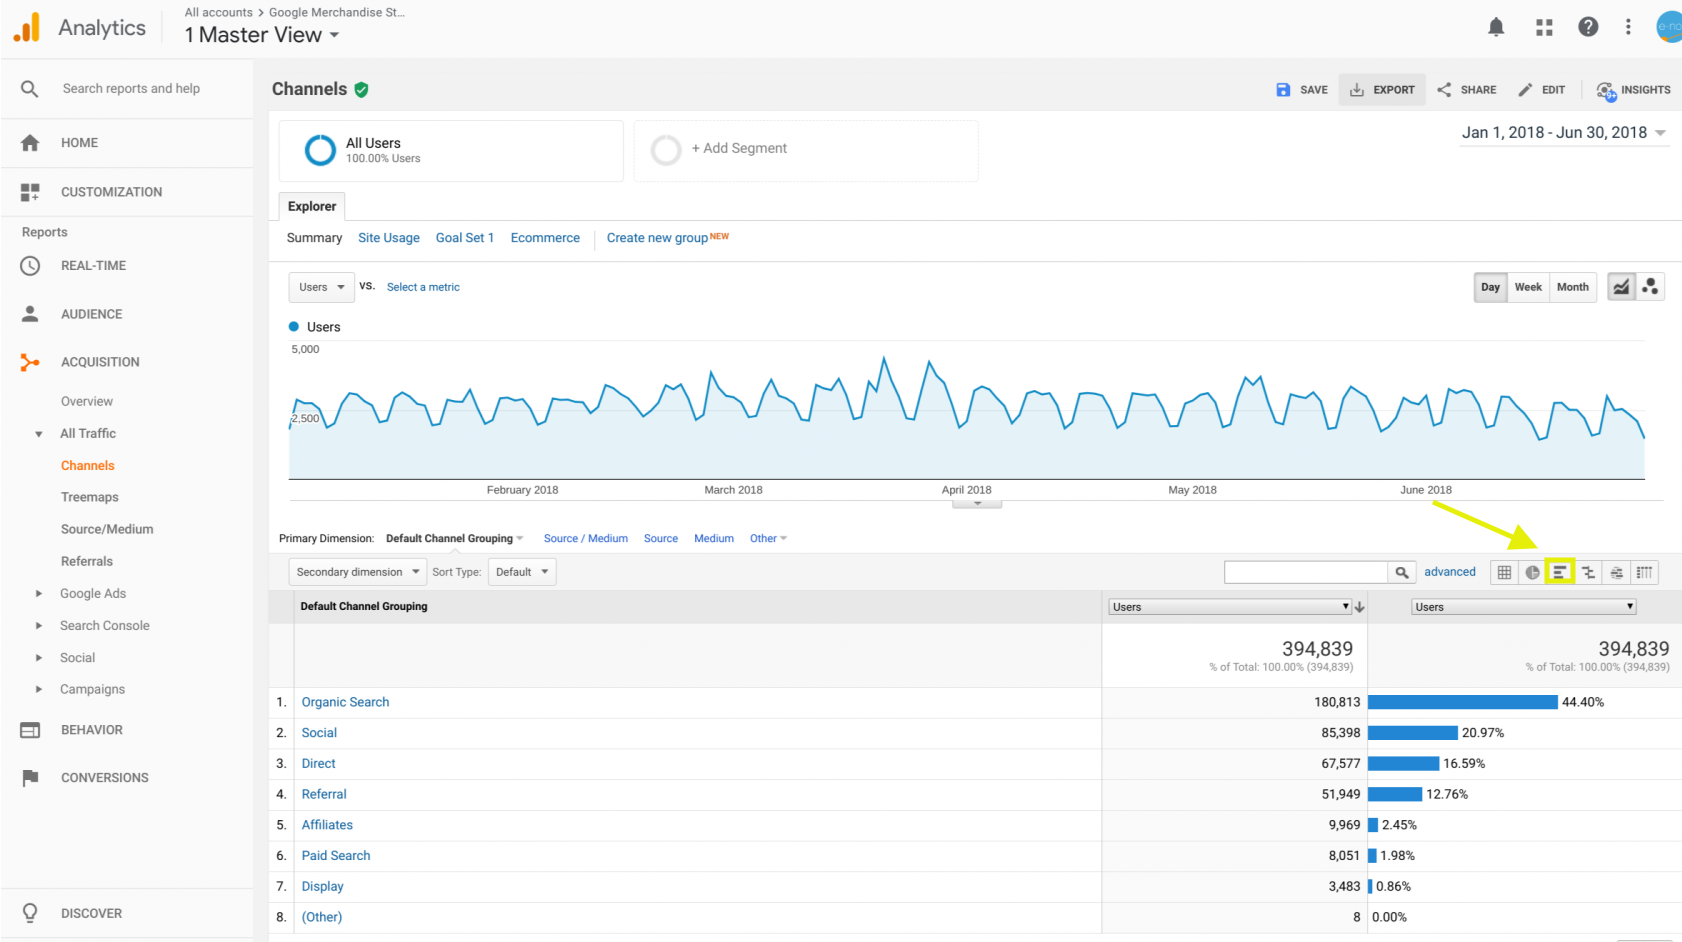 All accounts > Google Merchandise St...
Analytics
1 Master View
e-no
Search reports and help
HOME
CUSTOMIZATION
Reports
REAL-TIME
AUDIENCE
ACQUISITION
Overview
All Traffic
Channels
Treemaps
Source/Medium
Referrals
Google Ads
Search Console
Social
Campaigns
BEHAVIOR
CONVERSIONS
DISCOVER
Channels
SAVE EXPORT SHARE EDIT 9+ INSIGHTS
All Users
100.00% Users
+ Add Segment
Jan 1, 2018 - Jun 30, 2018
Explorer
Summary Site Usage Goal Set 1 Ecommerce Create new group NEW
Users VS. Select a metric
Day Week Month
Users
5,000
2,500
February 2018 March 2018 April 2018 May 2018 June 2018
Primary Dimension: Default Channel Grouping Source / Medium Source Medium Other
Secondary dimension Sort Type: Default advanced
Default Channel Grouping Users Users
394,839 394,839
% of Total: 100.00% (394,839) % of Total: 100.00% (394,839)
1. Organic Search 180,813 44.40%
2. Social 85,398 20.97%
3. Direct 67,577 16.59%
4. Referral 51,949 12.76%
5. Affiliates 9,969 2.45%
6. Paid Search 8,051 1.98%
7. Display 3,483 0.86%
8. (Other) 8 0.00%